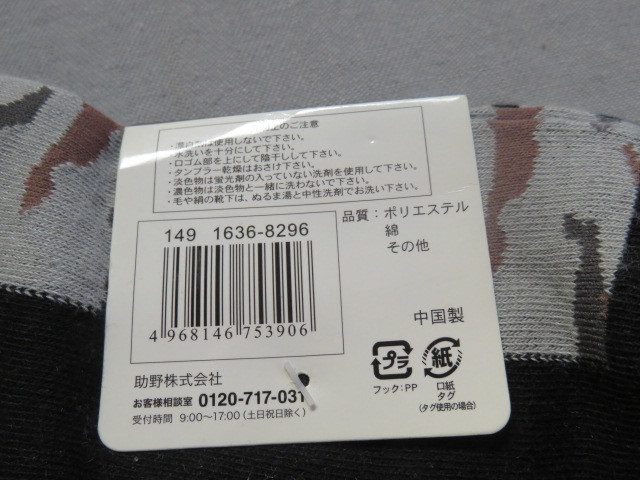 上のご注意
・漂白剤は使用しないで下さい。
・水洗いを十分にして下さい。
・口ゴム部を上にして陰干しして下さい。
・タンブラー乾燥はおさけ下さい。
・淡色物は蛍光剤の入っていない洗剤を使用して下さい。
・濃色物は淡色物と一緒に洗わないで下さい。
・毛や絹の靴下は、ぬるま湯と中性洗剤でお洗い下さい。
品質：ポリエステル
綿
その他
149 1636-8296
4 968146 753906
中国製
プラ
紙
フック：PP
口紙
タグ
(タグ使用の場合)
助野株式会社
お客様相談室 0120-717-031
受付時間 9:00〜17:00（土日祝日除く）